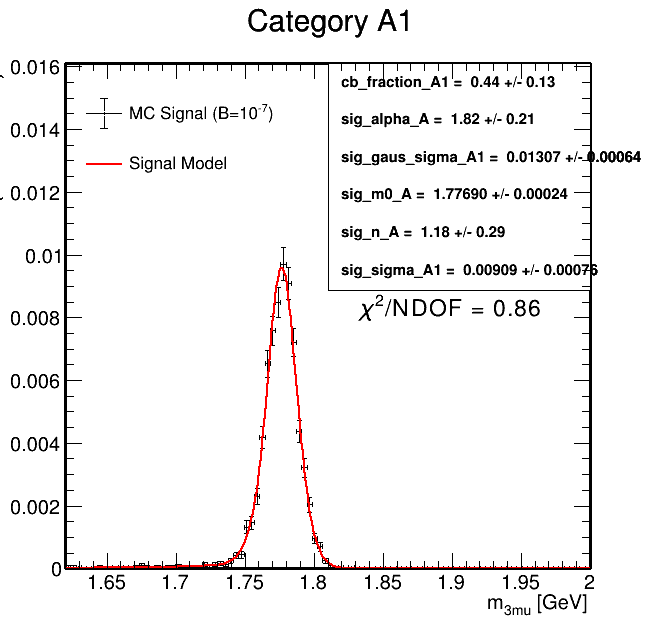 Category A1
0.016
0.014
0.012
0.01
0.008
0.006
0.004
0.002
0
MC Signal (B=10⁻⁷)
Signal Model
cb_fraction_A1 = 0.44 +/- 0.13
sig_alpha_A = 1.82 +/- 0.21
sig_gaus_sigma_A1 = 0.01307 +/- 0.00064
sig_m0_A = 1.77690 +/- 0.00024
sig_n_A = 1.18 +/- 0.29
sig_sigma_A1 = 0.00909 +/- 0.00076
χ²/NDOF = 0.86
1.65 1.7 1.75 1.8 1.85 1.9 1.95 2
m₃ₘᵤ [GeV]